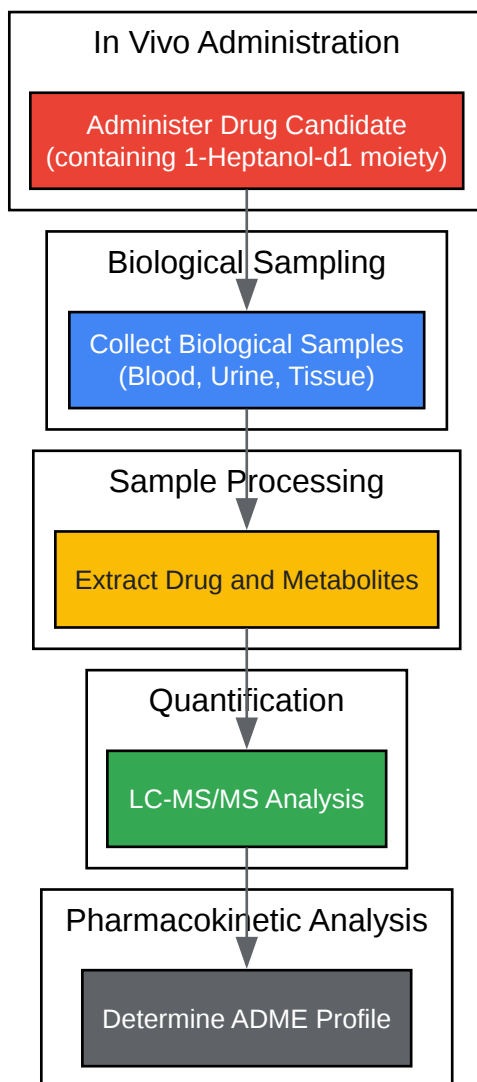 In Vivo Administration
Administer Drug Candidate
(containing 1-Heptanol-d1 moiety)
Biological Sampling
Collect Biological Samples
(Blood, Urine, Tissue)
Sample Processing
Extract Drug and Metabolites
Quantification
LC-MS/MS Analysis
Pharmacokinetic Analysis
Determine ADME Profile